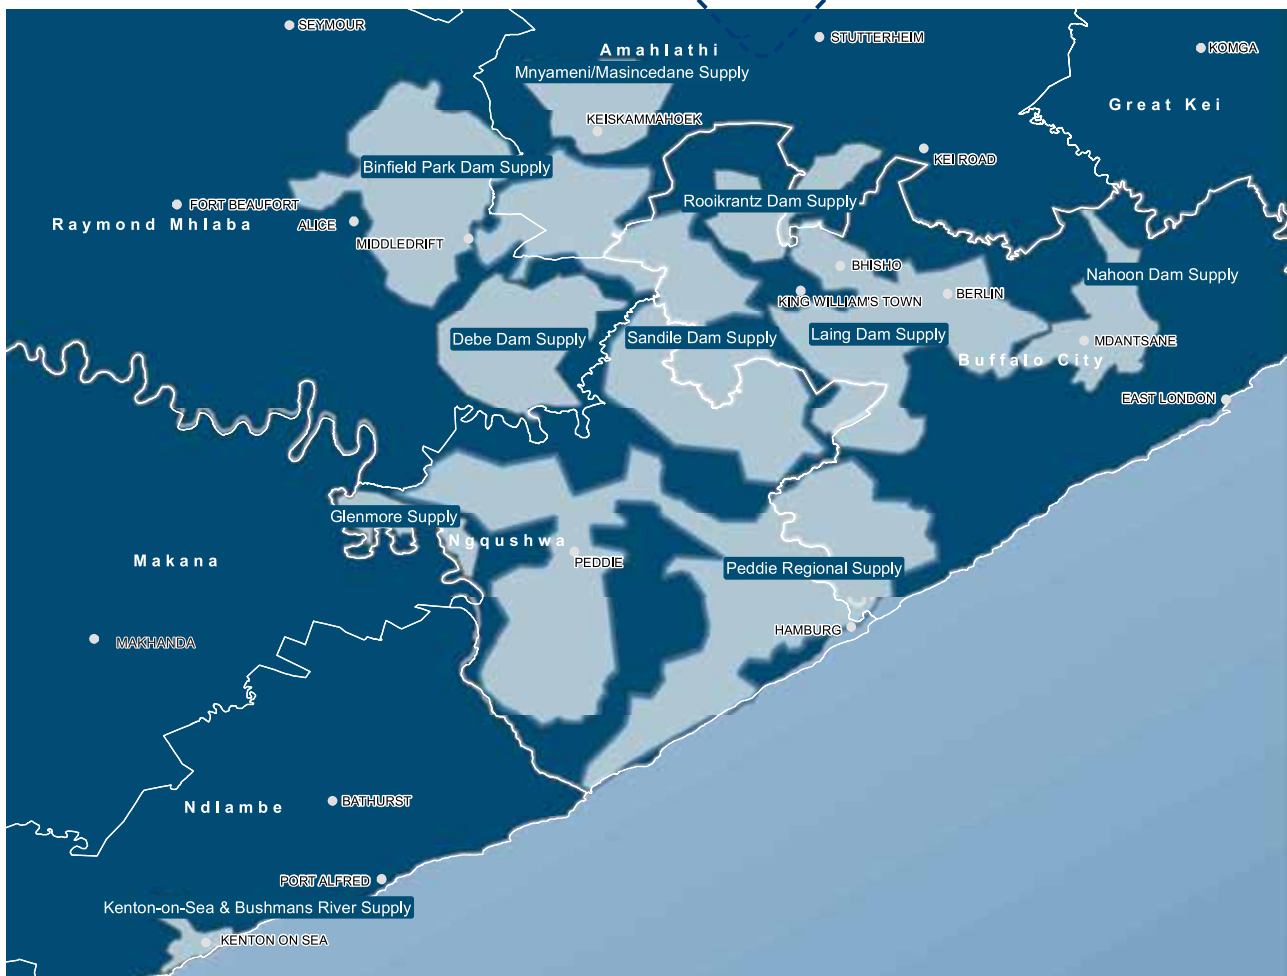 SEYMOUR
STUTTERHEIM
KOMGA
Amahlathi
Mnyameni/Masincedane Supply
Great Kei
KEISKAMMAHOEK
KEI ROAD
Binfield Park Dam Supply
Rooikrantz Dam Supply
FORT BEAUFORT
Raymond Mhlaba
ALICE
MIDDLEDRIFT
BHISHO
Nahoon Dam Supply
KING WILLIAM'S TOWN
BERLIN
Debe Dam Supply
Sandile Dam Supply
Laing Dam Supply
MDANTSANE
Buffalo City
EAST LONDON
Glenmore Supply
Ngqushwa
PEDDIE
Makana
Peddie Regional Supply
HAMBURG
MAKHANDA
Ndlambe
BATHURST
PORT ALFRED
Kenton-on-Sea & Bushmans River Supply
KENTON ON SEA